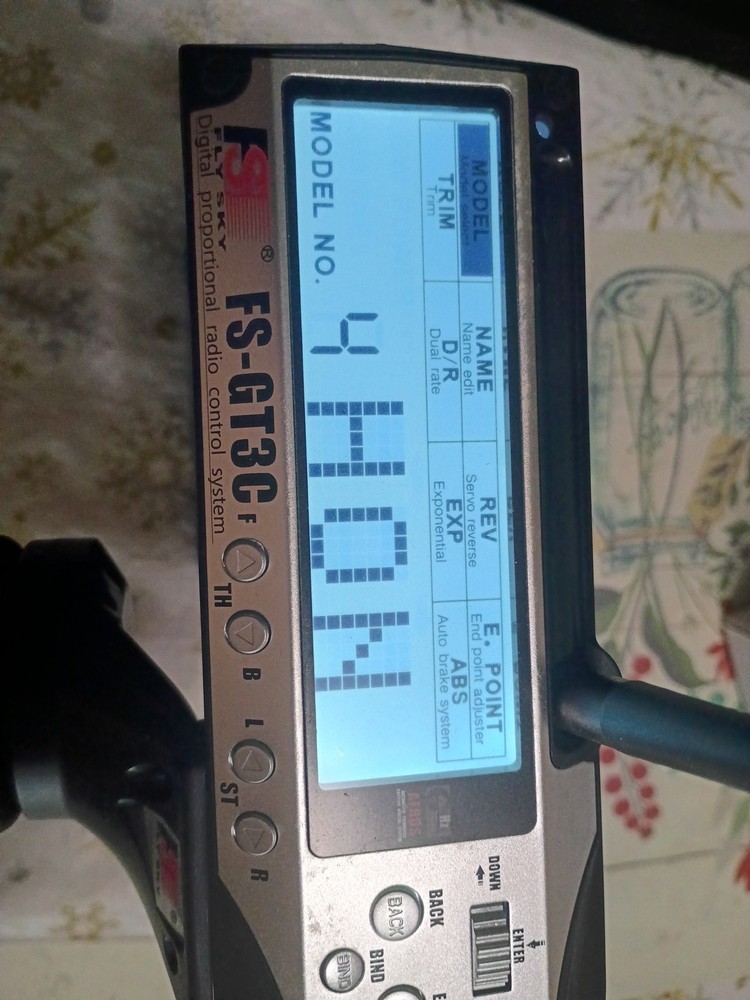 MODEL NAME REV E. POINT
Model select Name edit Servo reverse End point adjuster
TRIM D/R EXP ABS
Trim Dual rate Exponential Auto brake system
MODEL NO. 4 HON
FS®
FLY SKY
FS-GT3C
Digital proportional radio control system
F TH B L ST R
DOWN
ENTER
BACK
BACK
BIND
BIND
E